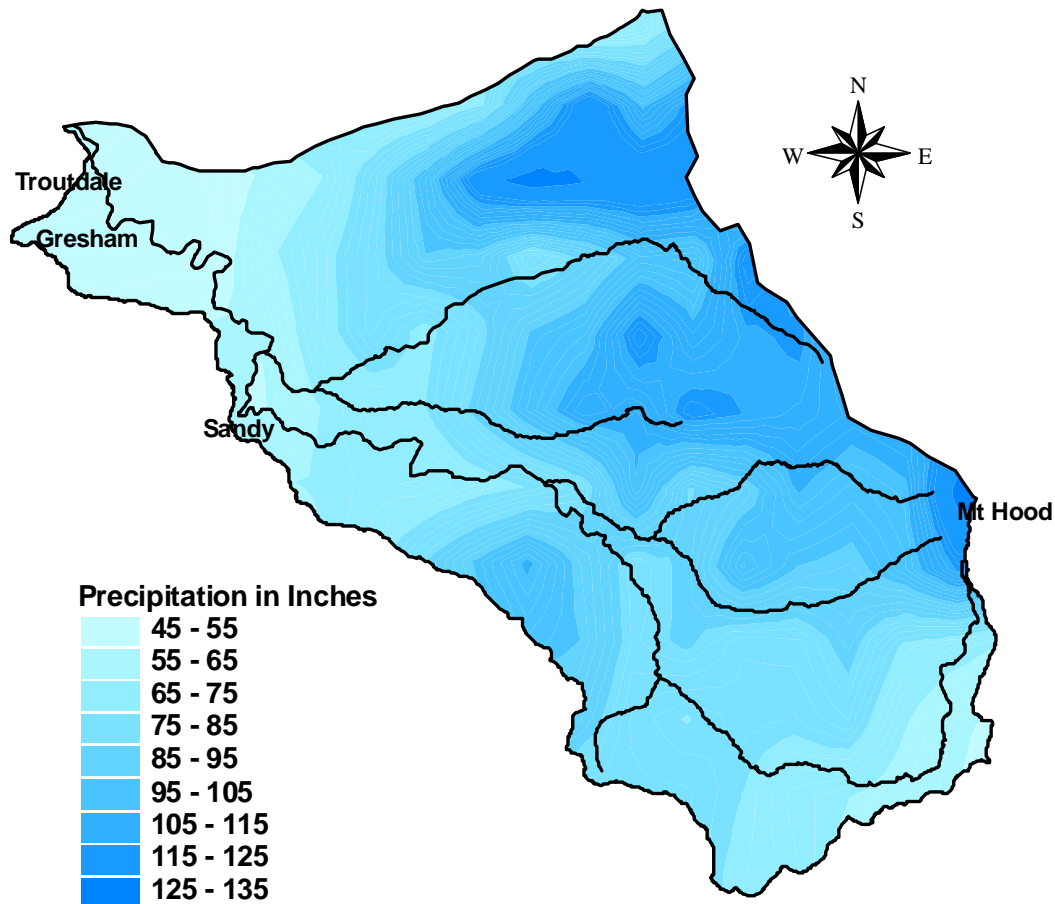 N
W E
S
Troutdale
Gresham
Sandy
Mt Hood
Precipitation in Inches
45 - 55
55 - 65
65 - 75
75 - 85
85 - 95
95 - 105
105 - 115
115 - 125
125 - 135